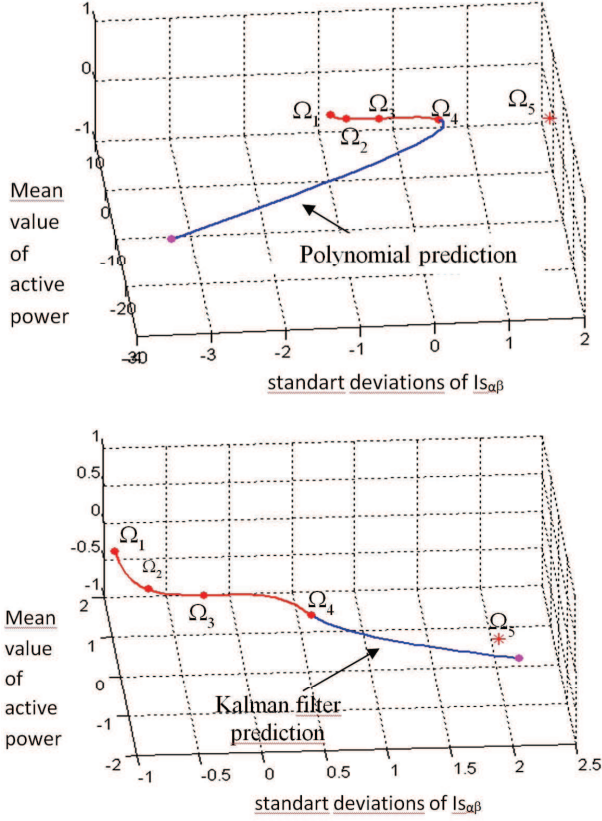 1
0
-1
10
0
-10
-20
Mean
value
of
active
power
Ω1
Ω2
Ω3
Ω4
Ω5
Polynomial prediction
-4 -3 -2 -1 0 1 2
standart deviations of Isαβ
1
0.5
0
-0.5
-1
2
1
0
-1
-2
Mean
value
of
active
power
Ω1
Ω2
Ω3
Ω4
Ω5
Kalman filter
prediction
-1 -0.5 0 0.5 1 1.5 2 2.5
standart deviations of Isαβ